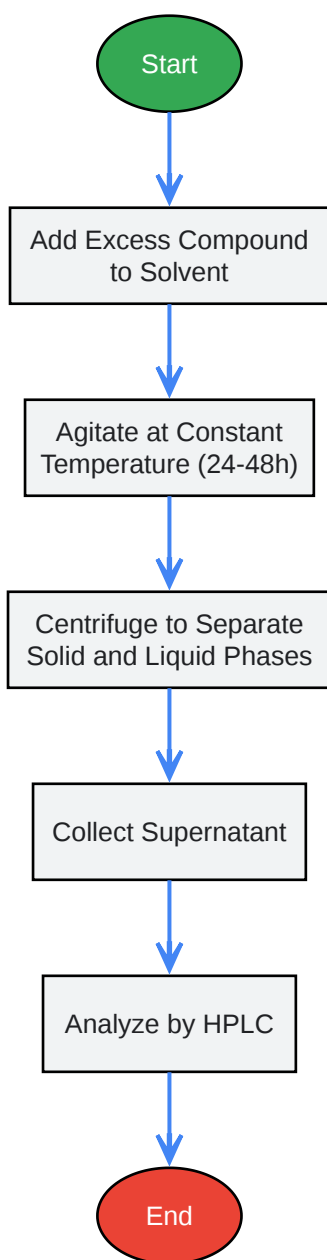 Start
Add Excess Compound
to Solvent
Agitate at Constant
Temperature (24-48h)
Centrifuge to Separate
Solid and Liquid Phases
Collect Supernatant
Analyze by HPLC
End